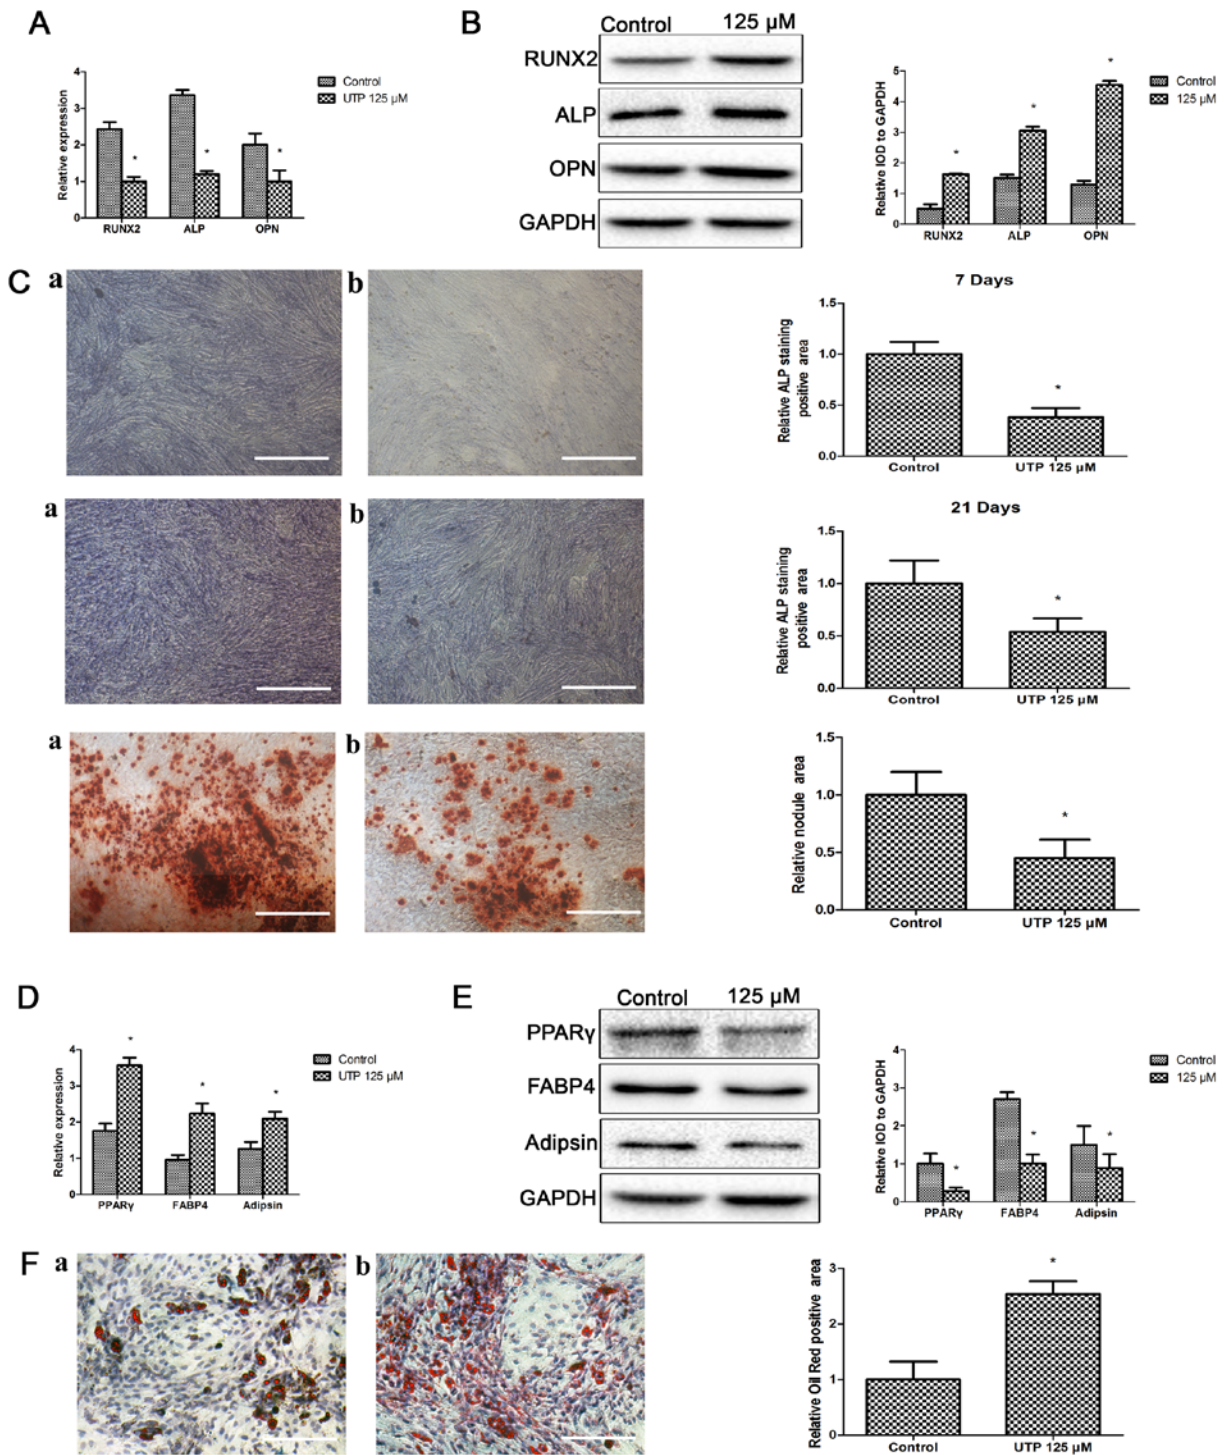 A
Relative expression
4
3
2
1
0
RUNX2 ALP OPN
* * *
Control
UTP 125 µM
B
Control 125 µM
RUNX2
ALP
OPN
GAPDH
Relative IOD to GAPDH
5
4
3
2
1
0
RUNX2 ALP OPN
* * *
Control
125 µM
C
a b
7 Days
Relative ALP staining
positive area
1.5
1.0
0.5
0.0
*
Control UTP 125 µM
a b
21 Days
Relative ALP staining
positive area
1.5
1.0
0.5
0.0
*
Control UTP 125 µM
a b
Relative nodule area
1.5
1.0
0.5
0.0
*
Control UTP 125 µM
D
Relative expression
4
3
2
1
0
PPARγ FABP4 Adipsin
* * *
Control
UTP 125 µM
E
Control 125 µM
PPARγ
FABP4
Adipsin
GAPDH
Relative IOD to GAPDH
4
3
2
1
0
PPARγ FABP4 Adipsin
* * *
Control
125 µM
F
a b
Relative Oil Red positive area
3
2
1
0
*
Control UTP 125 µM